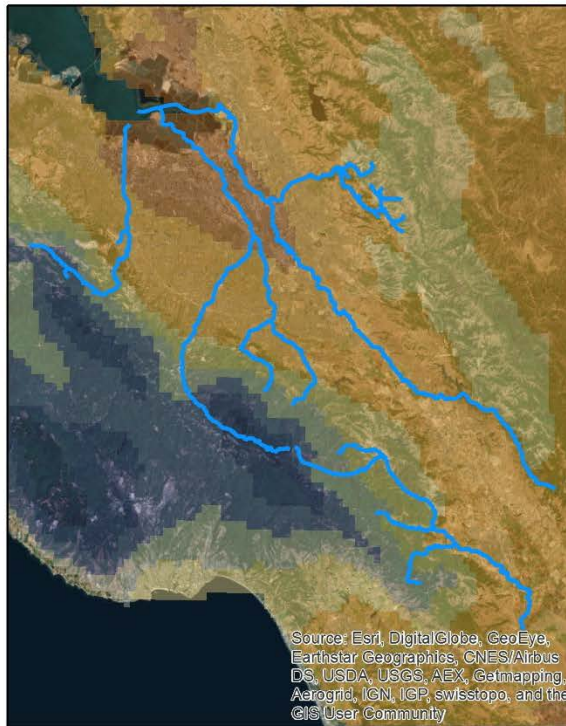 Source: Esri, DigitalGlobe, GeoEye,
Earthstar Geographics, CNES/Airbus
DS, USDA, USGS, AEX, Getmapping,
Aerogrid, IGN, IGP, swisstopo, and the
GIS User Community